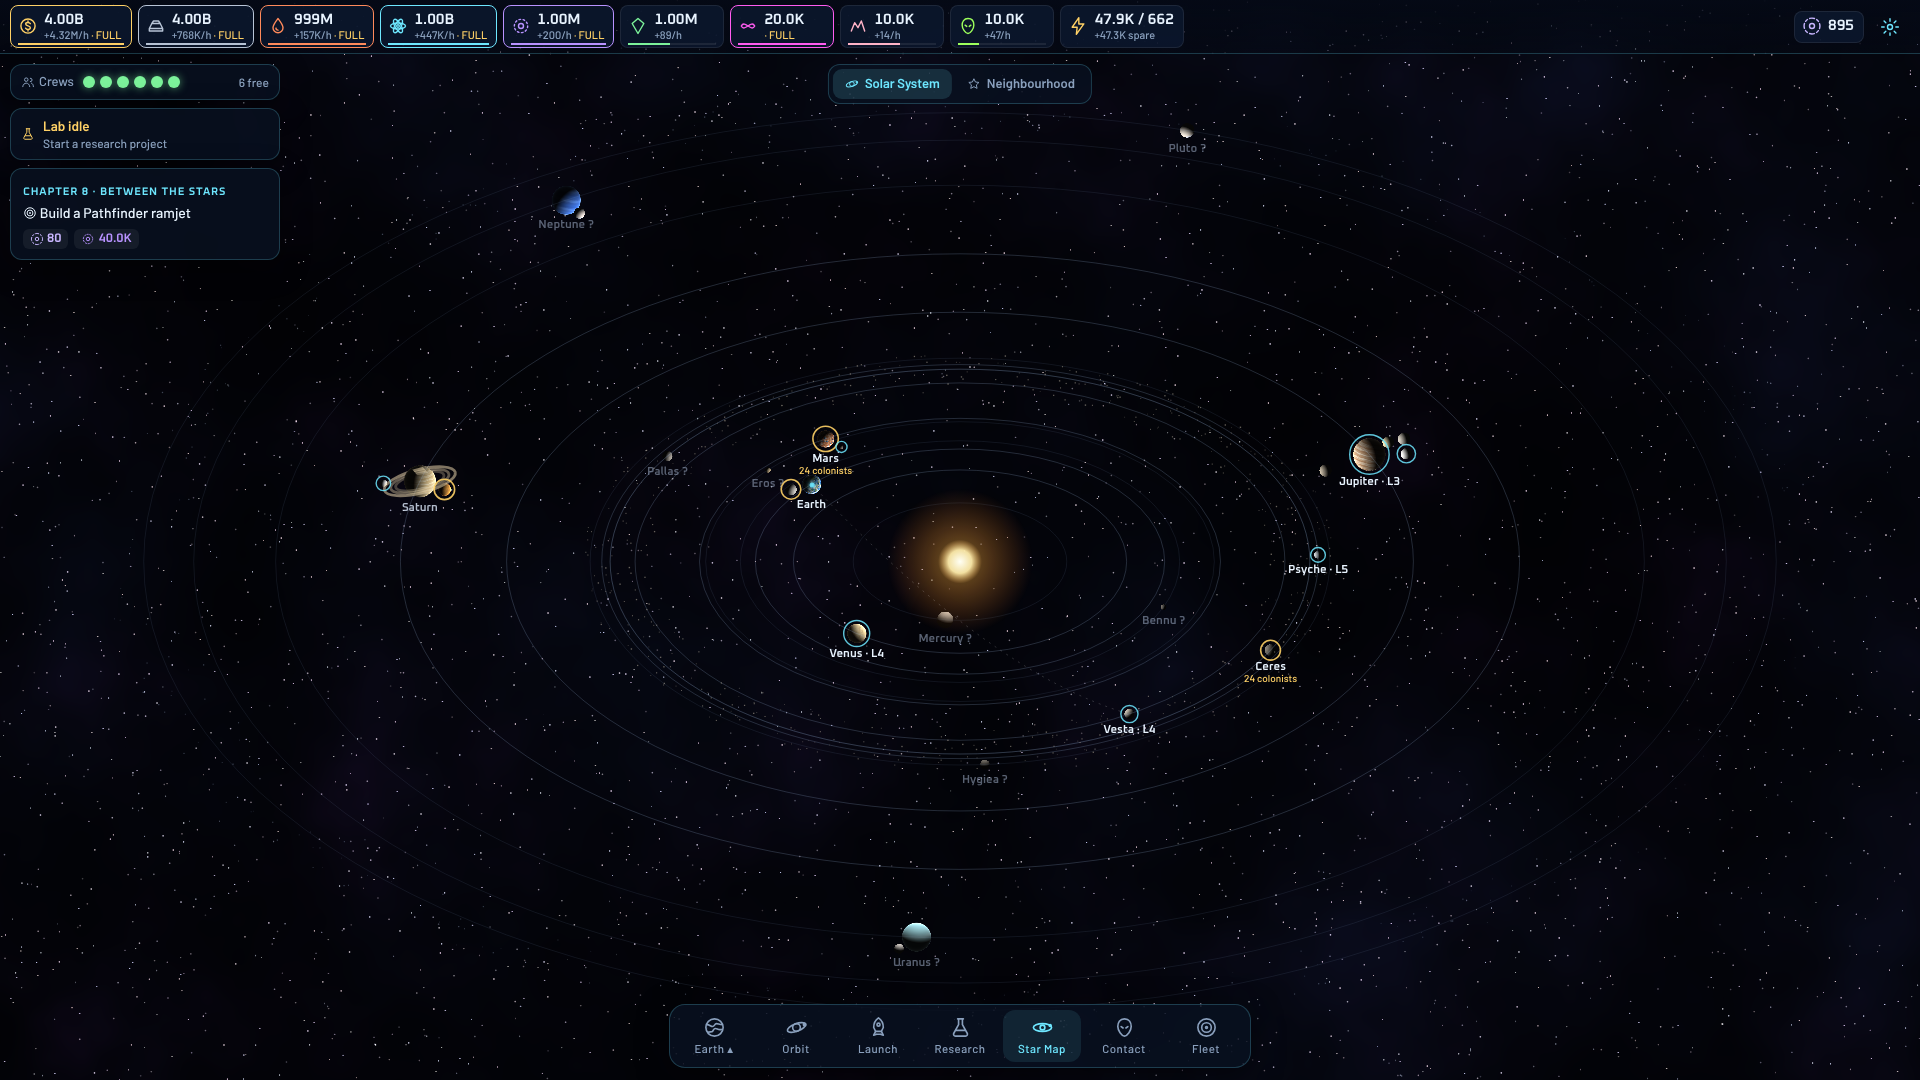 4.00B
+4.32M/h · FULL
4.00B
+768K/h · FULL
999M
+157K/h · FULL
1.00B
+447K/h · FULL
1.00M
+200/h · FULL
1.00M
+89/h
20.0K
· FULL
10.0K
+14/h
10.0K
+47/h
47.9K / 662
+47.3K spare
895
Crews
6 free
Solar System
Neighbourhood
Lab idle
Start a research project
CHAPTER 8 · BETWEEN THE STARS
Build a Pathfinder ramjet
80
40.0K
Pluto ?
Neptune ?
Mars
24 colonists
Pallas ?
Eros ?
Earth
Saturn
Jupiter · L3
Psyche · L5
Bennu ?
Mercury ?
Venus · L4
Ceres
24 colonists
Vesta · L4
Hygiea ?
Uranus ?
Earth ▴
Orbit
Launch
Research
Star Map
Contact
Fleet